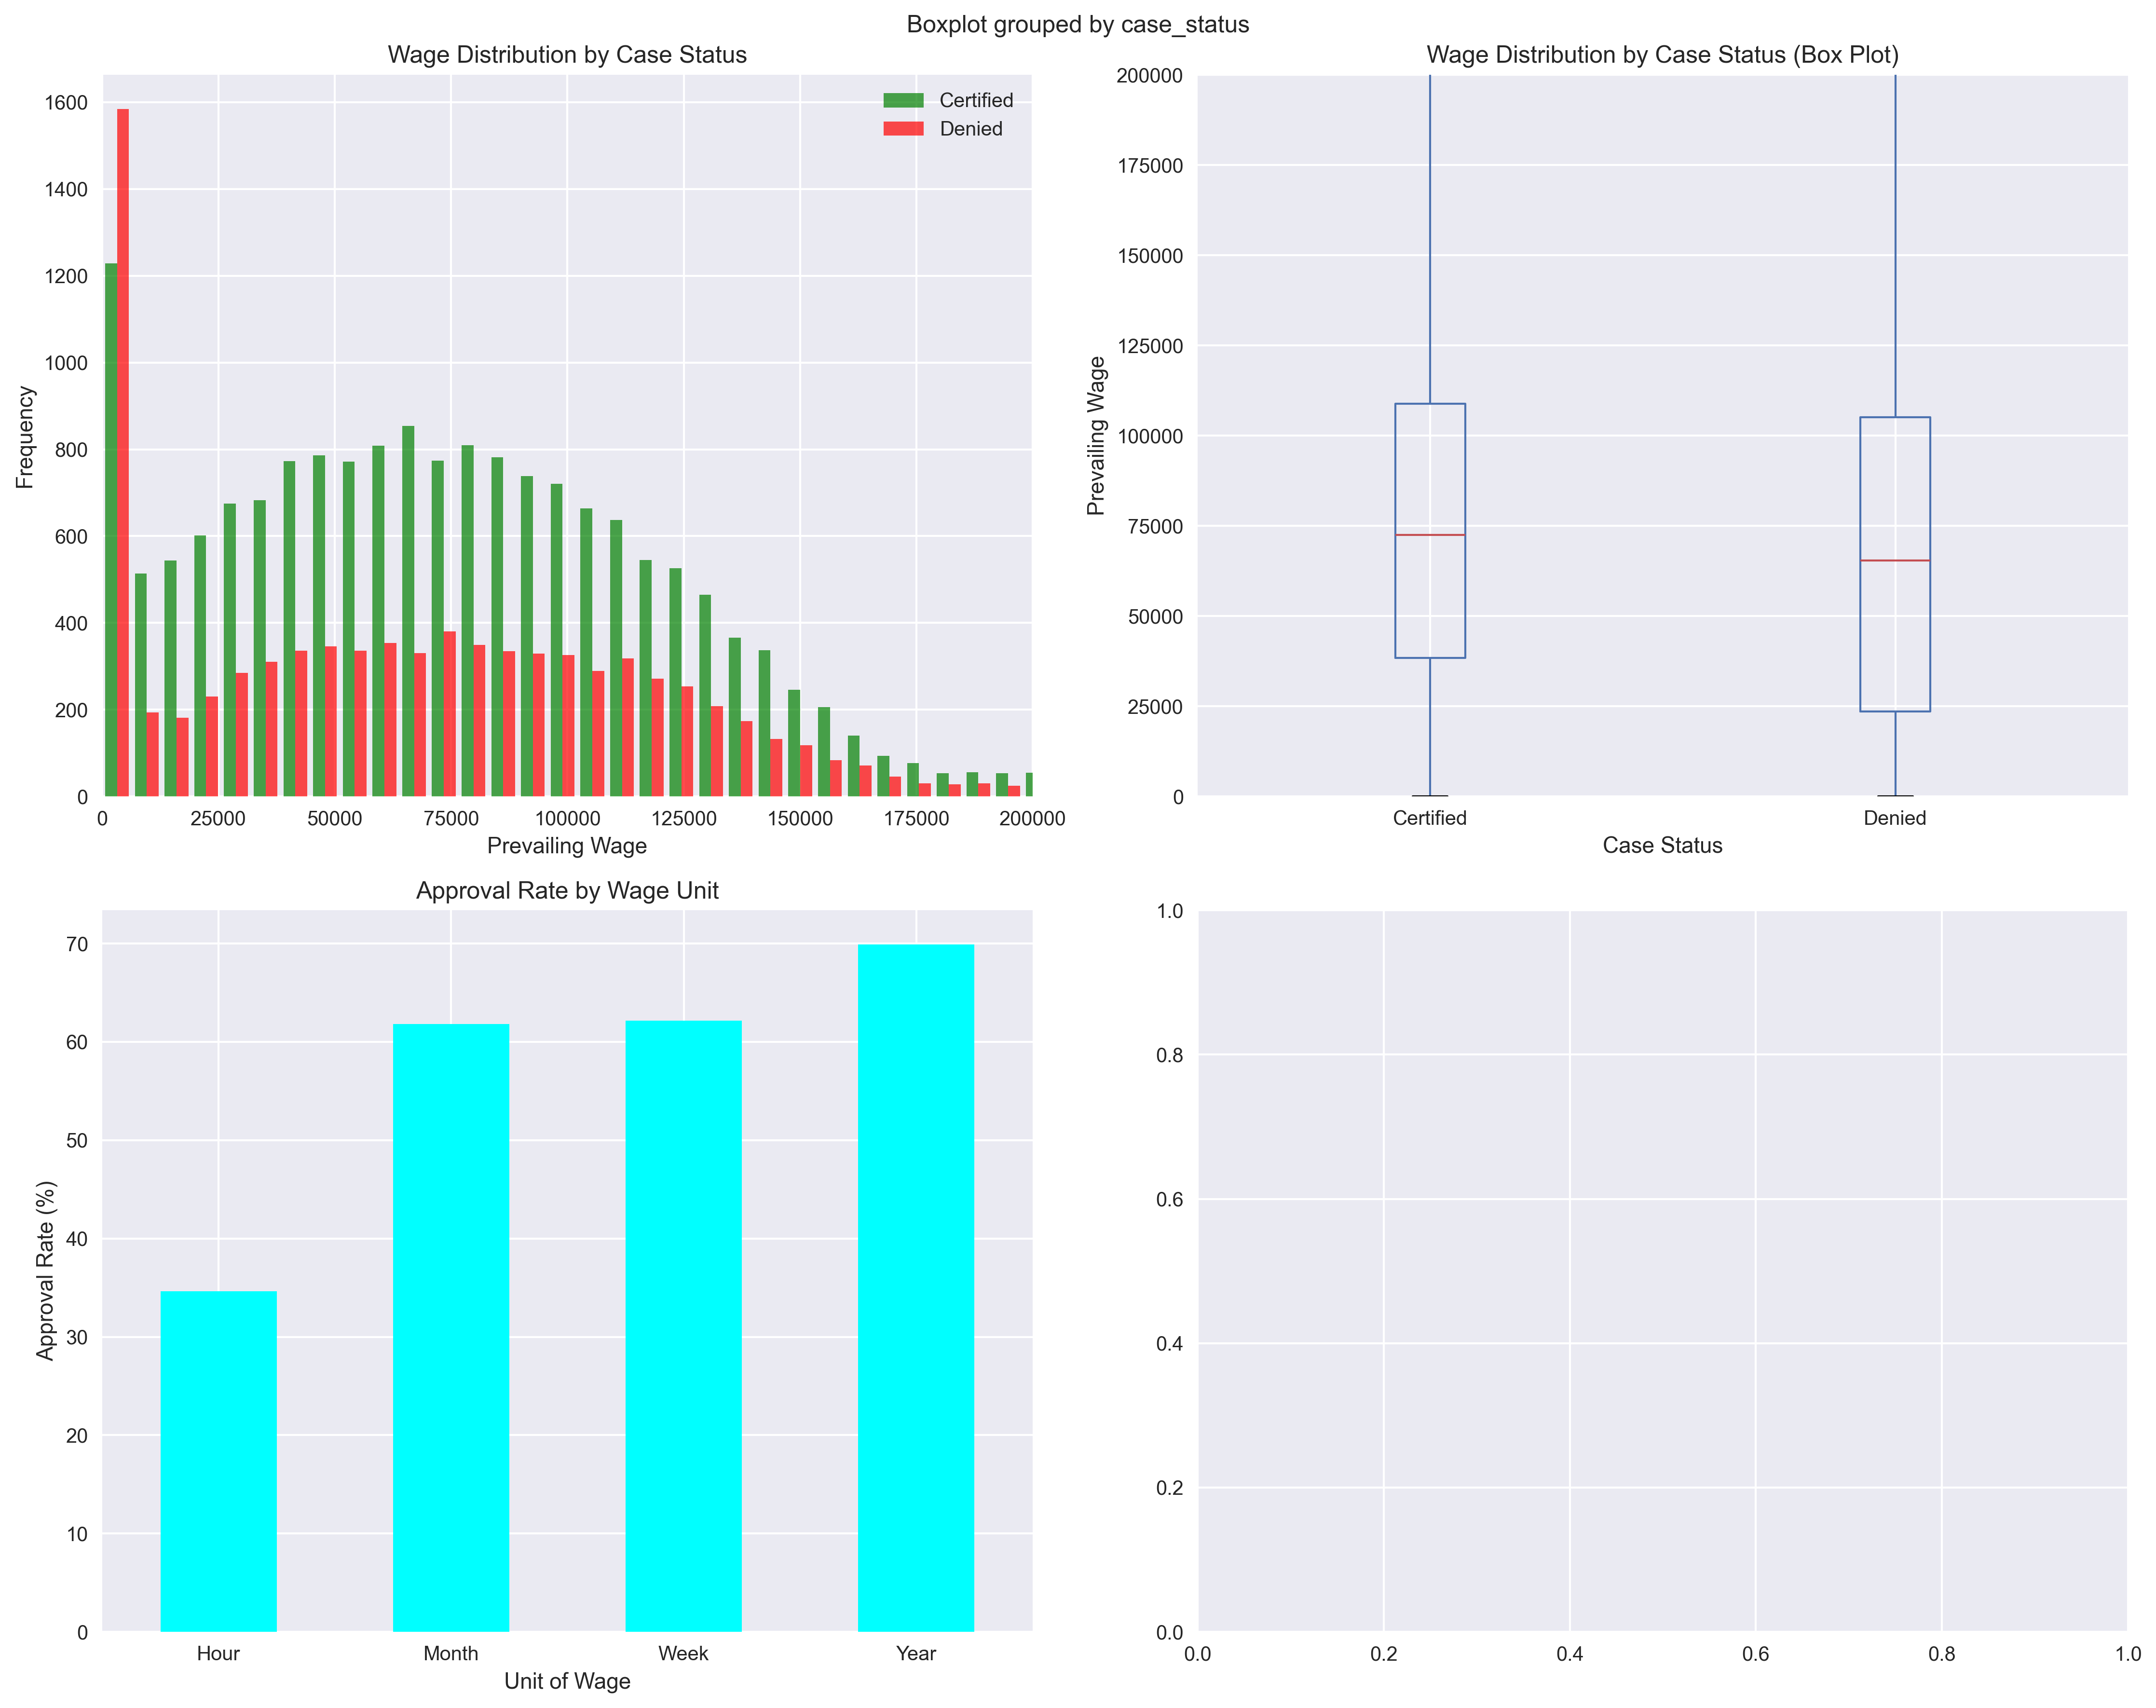 Boxplot grouped by case_status
Wage Distribution by Case Status
Certified
Denied
1600
1400
1200
1000
800
600
400
200
0
Frequency
0 25000 50000 75000 100000 125000 150000 175000 200000
Prevailing Wage
Wage Distribution by Case Status (Box Plot)
200000
175000
150000
125000
100000
75000
50000
25000
0
Prevailing Wage
Certified Denied
Case Status
Approval Rate by Wage Unit
70
60
50
40
30
20
10
0
Approval Rate (%)
Hour Month Week Year
Unit of Wage
1.0
0.8
0.6
0.4
0.2
0.0
0.0 0.2 0.4 0.6 0.8 1.0